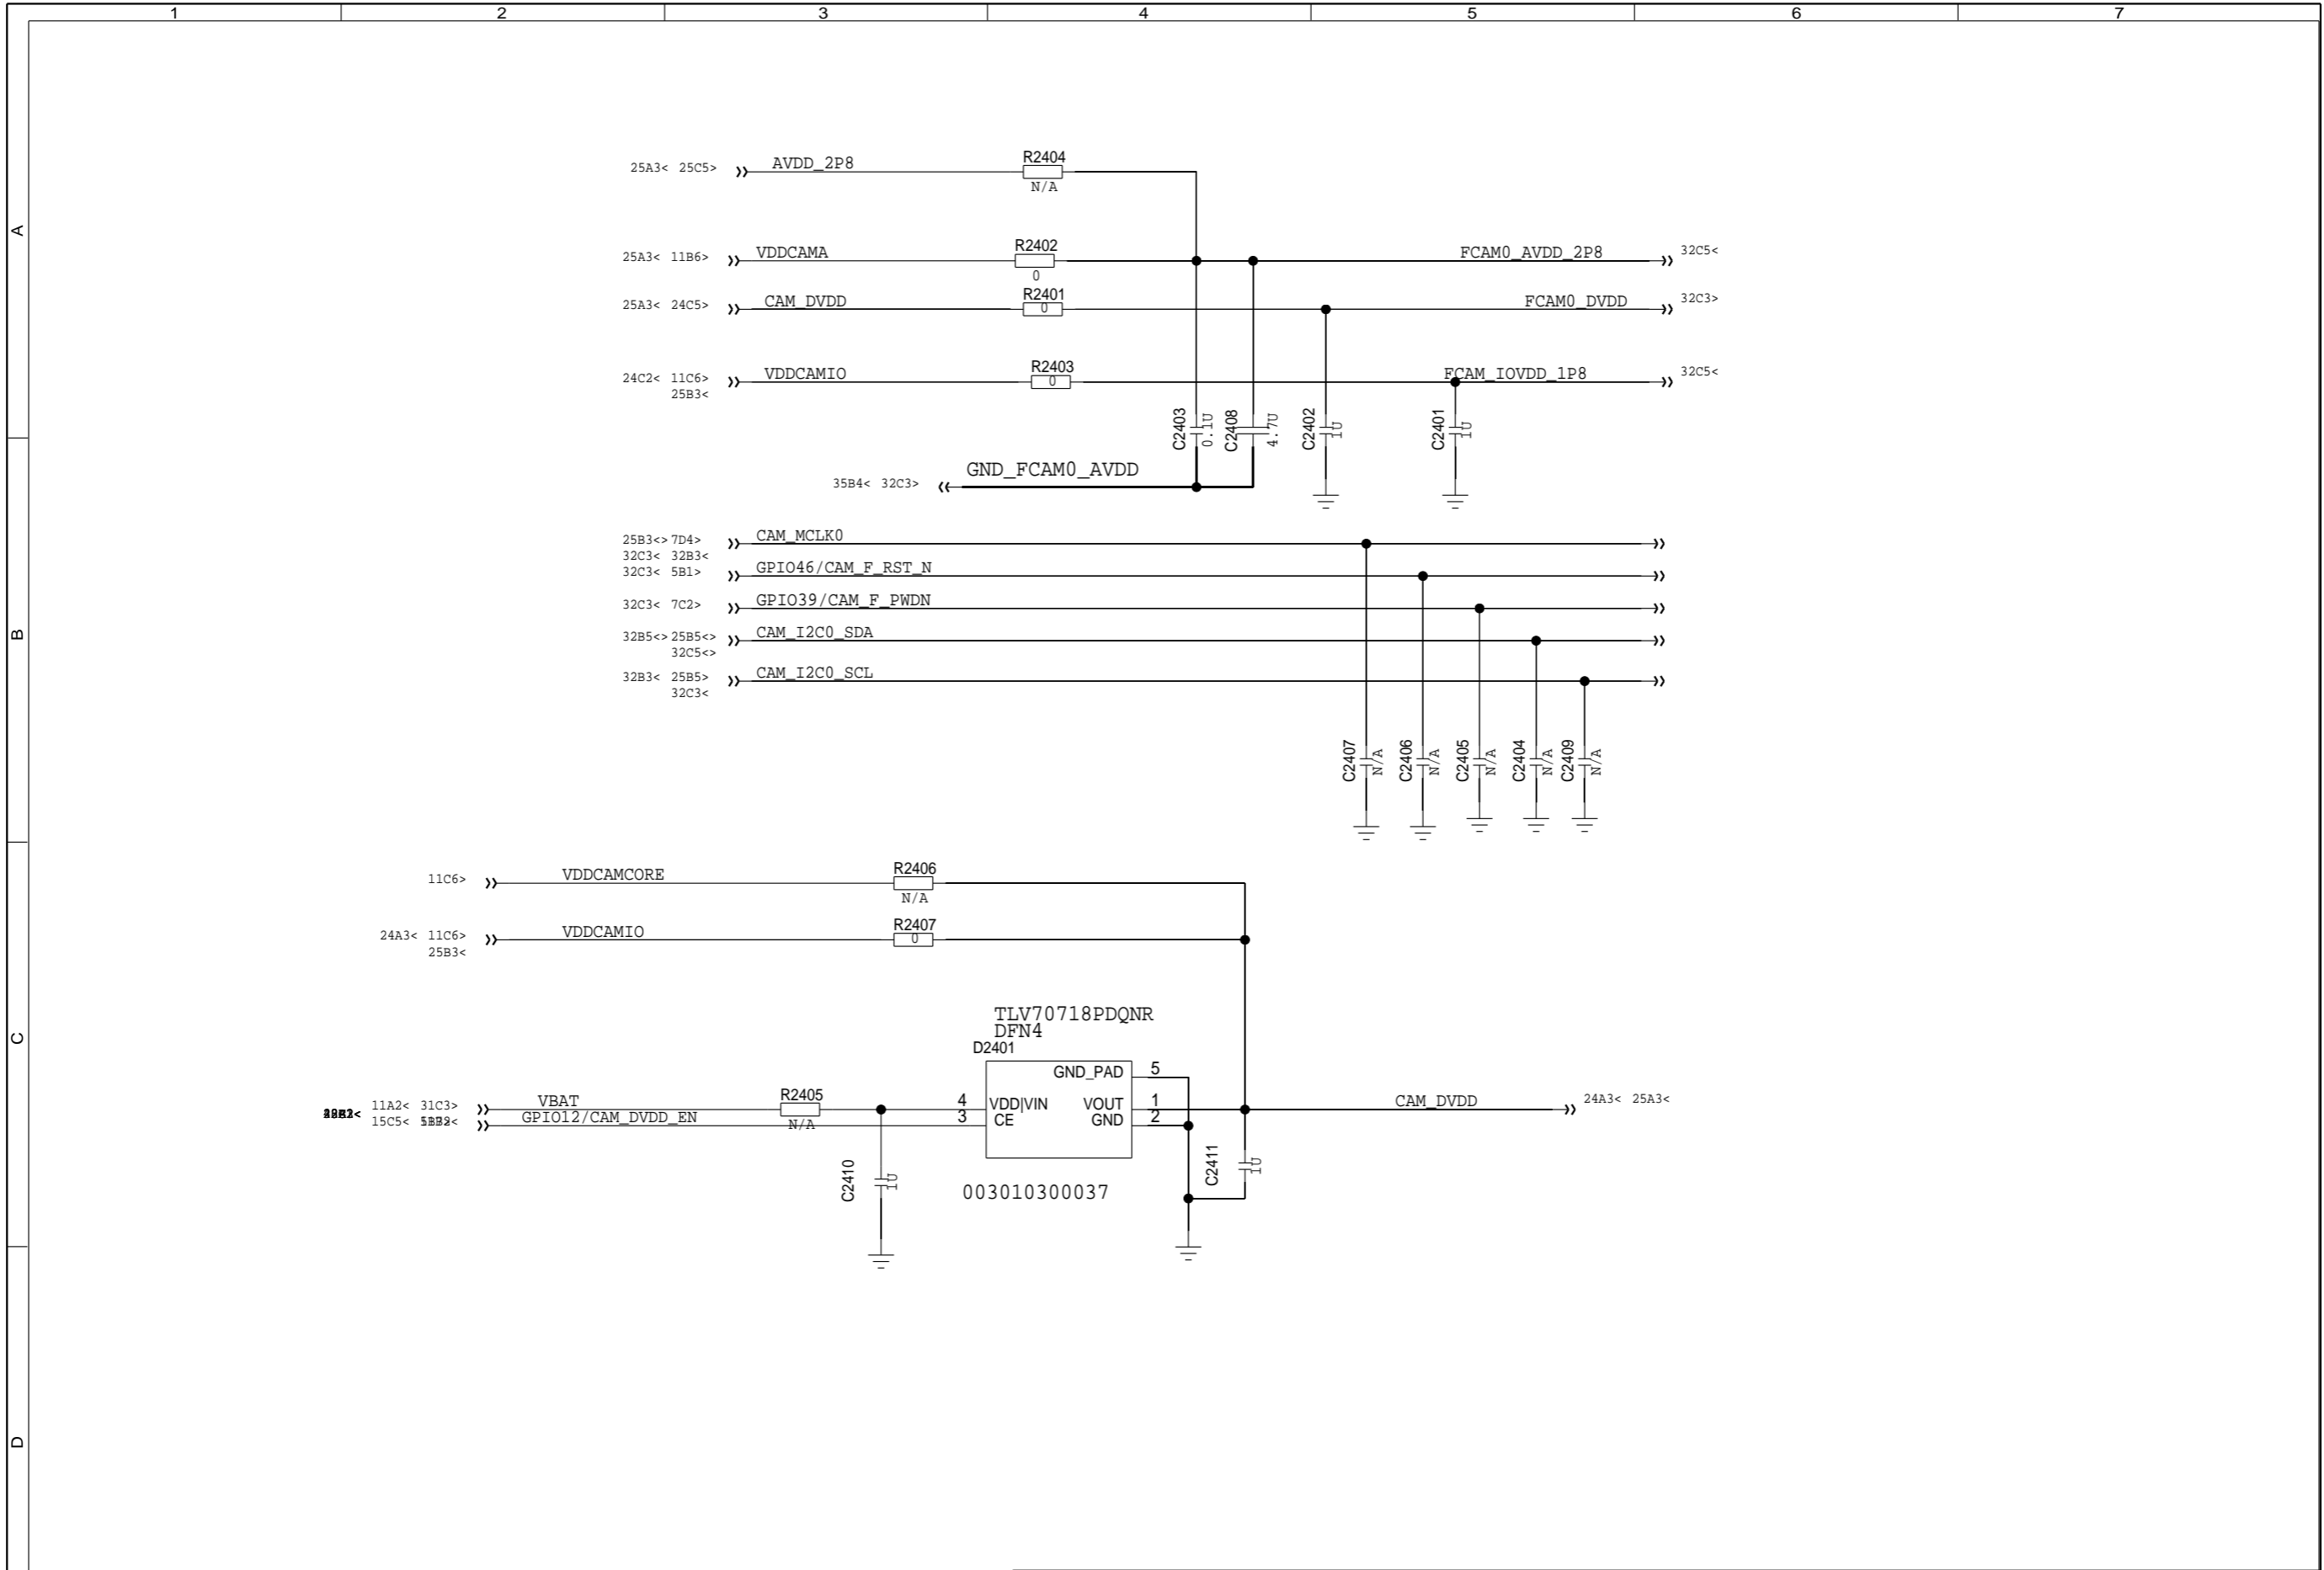 1 2 3 4 5 6 7
A
25A3< 25C5> AVDD_2P8 R2404
N/A
25A3< 11B6> VDDCAMA R2402 FCAM0_AVDD_2P8 32C5<
0
25A3< 24C5> CAM_DVDD R2401 FCAM0_DVDD 32C3>
0
24C2< 11C6> VDDCAMIO R2403 FCAM_IOVDD_1P8 32C5<
25B3< 0
C2403 0.1U C2408 4.7U C2402 1U C2401 1U
35B4< 32C3> GND_FCAM0_AVDD
B
25B3<> 7D4> CAM_MCLK0
32C3< 32B3<
32C3< 5B1> GPIO46/CAM_F_RST_N
32C3< 7C2> GPIO39/CAM_F_PWDN
32B5<> 25B5<> CAM_I2C0_SDA
32C5<>
32B3< 25B5> CAM_I2C0_SCL
32C3<
C2407 N/A C2406 N/A C2405 N/A C2404 N/A C2409 N/A
C
11C6> VDDCAMCORE R2406
N/A
24A3< 11C6> VDDCAMIO R2407
25B3< 0
TLV70718PDQNR
DFN4
D2401
GND_PAD 5
11A2< 31C3> VBAT R2405 4 VDD|VIN VOUT 1 CAM_DVDD 24A3< 25A3<
15C5< GPIO12/CAM_DVDD_EN N/A 3 CE GND 2
C2410 1U C2411 1U
003010300037
D